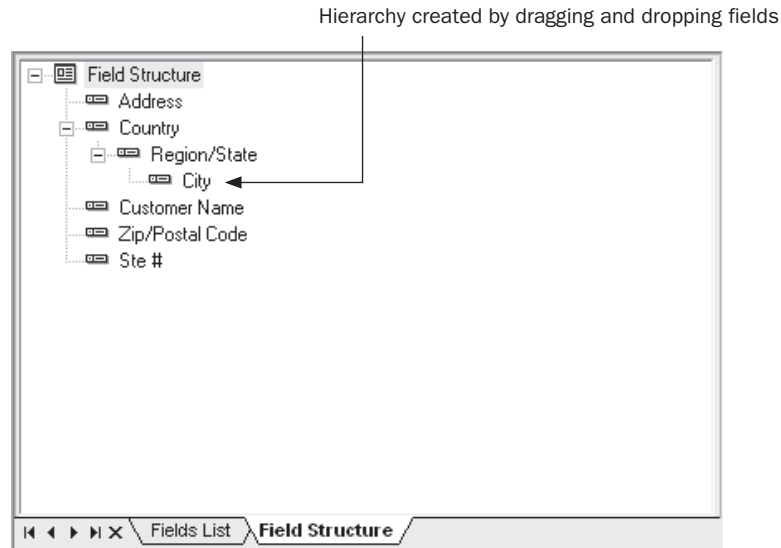 Hierarchy created by dragging and dropping fields
Field Structure
Address
Country
Region/State
City
Customer Name
Zip/Postal Code
Ste #
Fields List
Field Structure